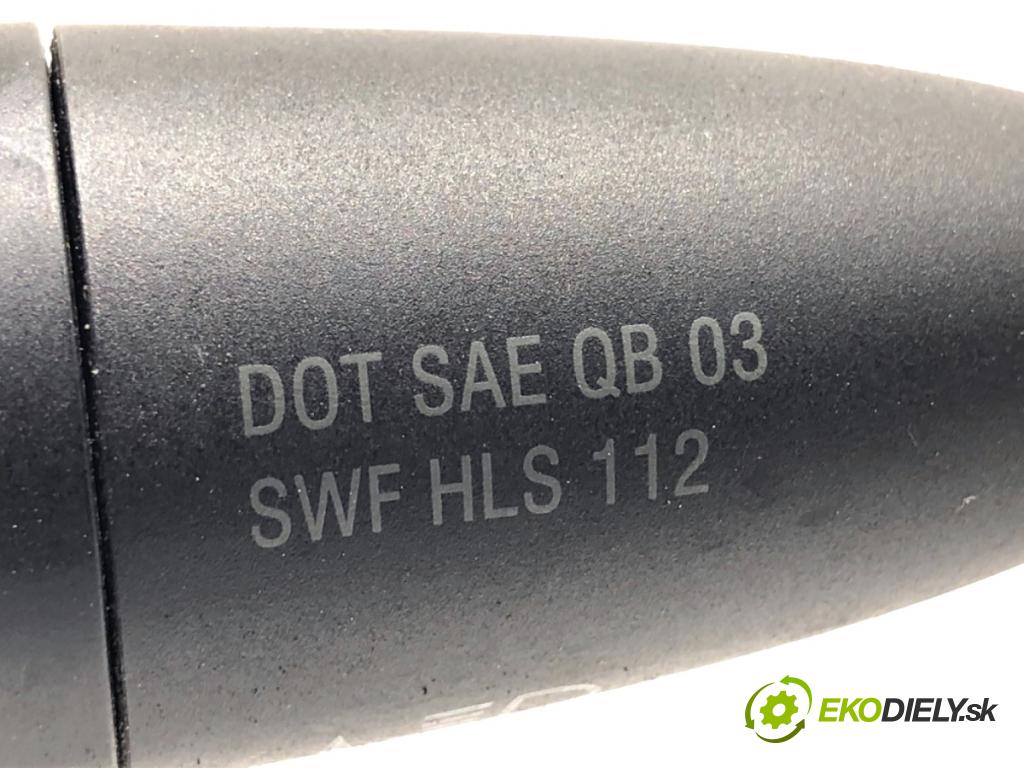 DOT SAE QB 03
SWF HLS 112
EKODIELY.sk